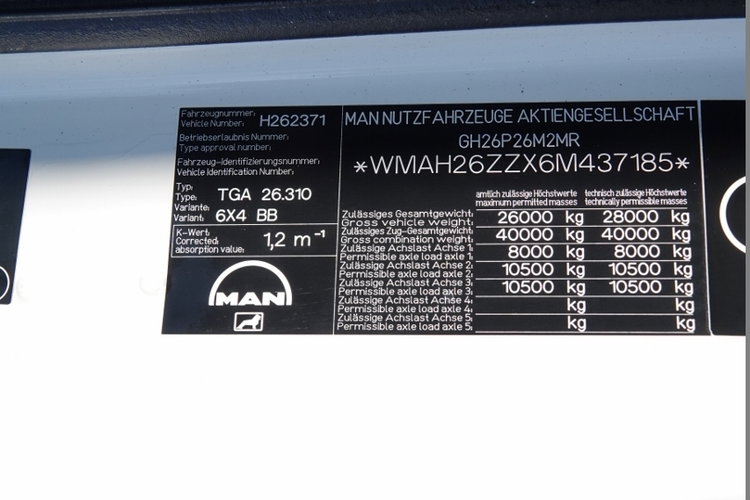 Fahrzeugnummer:
Vehicle Number: H262371
Betriebserlaubnis Nummer:
Type approval number:
Fahrzeug-Identifizierungsnummer:
Vehicle Identification Number:
Typ:
Type: TGA 26.310
Variante:
Variant: 6X4 BB
K-Wert:
Corrected absorption value: 1,2 m⁻¹
MAN
MAN NUTZFAHRZEUGE AKTIENGESELLSCHAFT
GH26P26M2MR
*WMAH26ZZX6M437185*
amtlich zulässige Höchstwerte technisch zulässige Höchstwerte
maximum permitted masses technically permissible masses
Zulässiges Gesamtgewicht:
Gross vehicle weight: 26000 kg 28000 kg
Zulässiges Zug-Gesamtgewicht:
Gross combination weight: 40000 kg 40000 kg
Zulässige Achslast Achse 1:
Permissible axle load axle 1: 8000 kg 8000 kg
Zulässige Achslast Achse 2:
Permissible axle load axle 2: 10500 kg 10500 kg
Zulässige Achslast Achse 3:
Permissible axle load axle 3: 10500 kg 10500 kg
Zulässige Achslast Achse 4:
Permissible axle load axle 4: kg kg
Zulässige Achslast Achse 5:
Permissible axle load axle 5: kg kg